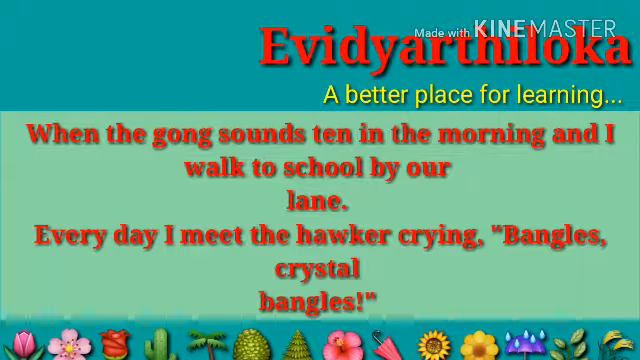 Made with KINEMASTER
Evidyarthiloka
A better place for learning...
When the gong sounds ten in the morning and I
walk to school by our
lane.
Every day I meet the hawker crying, "Bangles,
crystal
bangles!"